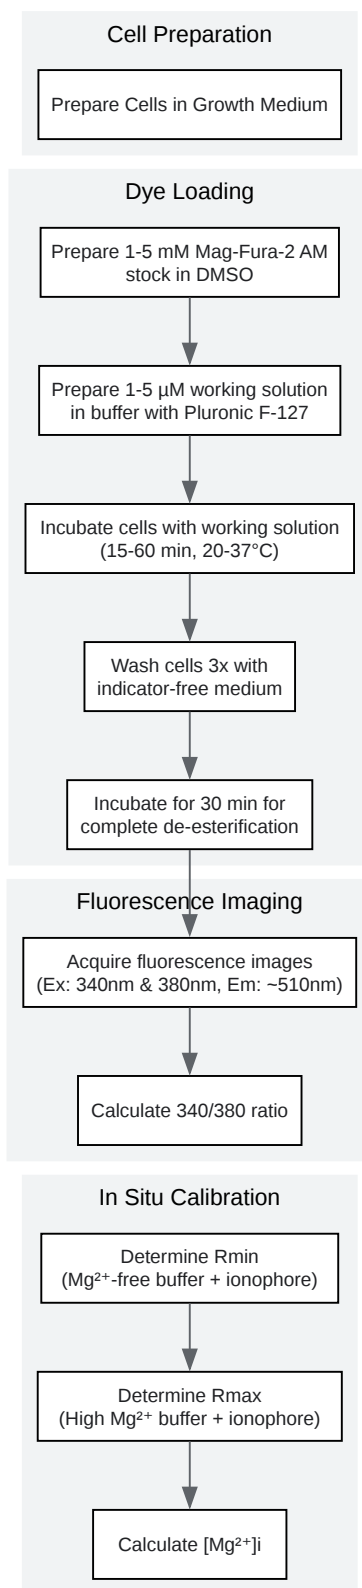 Cell Preparation
Prepare Cells in Growth Medium
Dye Loading
Prepare 1-5 mM Mag-Fura-2 AM
stock in DMSO
Prepare 1-5 µM working solution
in buffer with Pluronic F-127
Incubate cells with working solution
(15-60 min, 20-37°C)
Wash cells 3x with
indicator-free medium
Incubate for 30 min for
complete de-esterification
Fluorescence Imaging
Acquire fluorescence images
(Ex: 340nm & 380nm, Em: ~510nm)
Calculate 340/380 ratio
In Situ Calibration
Determine Rmin
(Mg²⁺-free buffer + ionophore)
Determine Rmax
(High Mg²⁺ buffer + ionophore)
Calculate [Mg²⁺]i